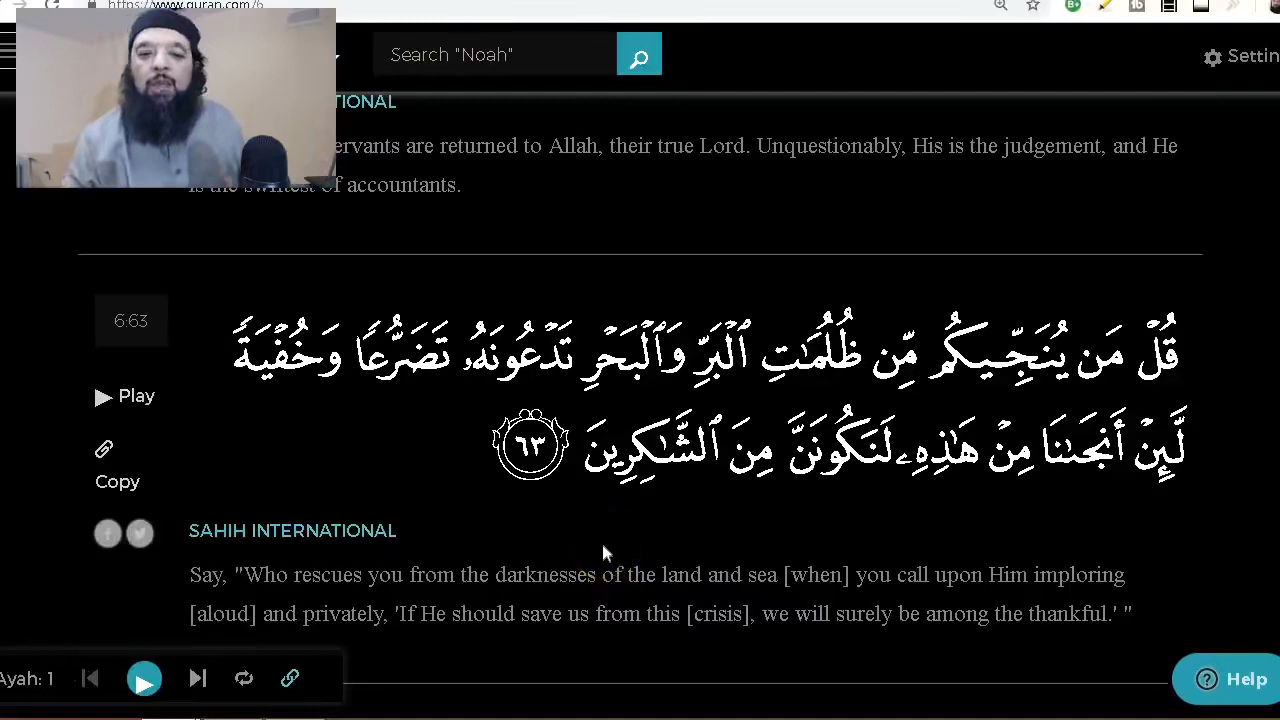 https://www.quran.com/6
Search "Noah"
Settin
TIONAL
ervants are returned to Allah, their true Lord. Unquestionably, His is the judgement, and He
is the swiftest of accountants.
6:63
قُلْ مَن يُنَجِّيكُم مِّن ظُلُمَـٰتِ ٱلْبَرِّ وَٱلْبَحْرِ تَدْعُونَهُۥ تَضَرُّعًا وَخُفْيَةً
لَّئِنْ أَنجَىٰنَا مِنْ هَـٰذِهِۦ لَنَكُونَنَّ مِنَ ٱلشَّـٰكِرِينَ ٦٣
Play
Copy
SAHIH INTERNATIONAL
Say, "Who rescues you from the darknesses of the land and sea [when] you call upon Him imploring
[aloud] and privately, 'If He should save us from this [crisis], we will surely be among the thankful.' "
Ayah: 1
Help